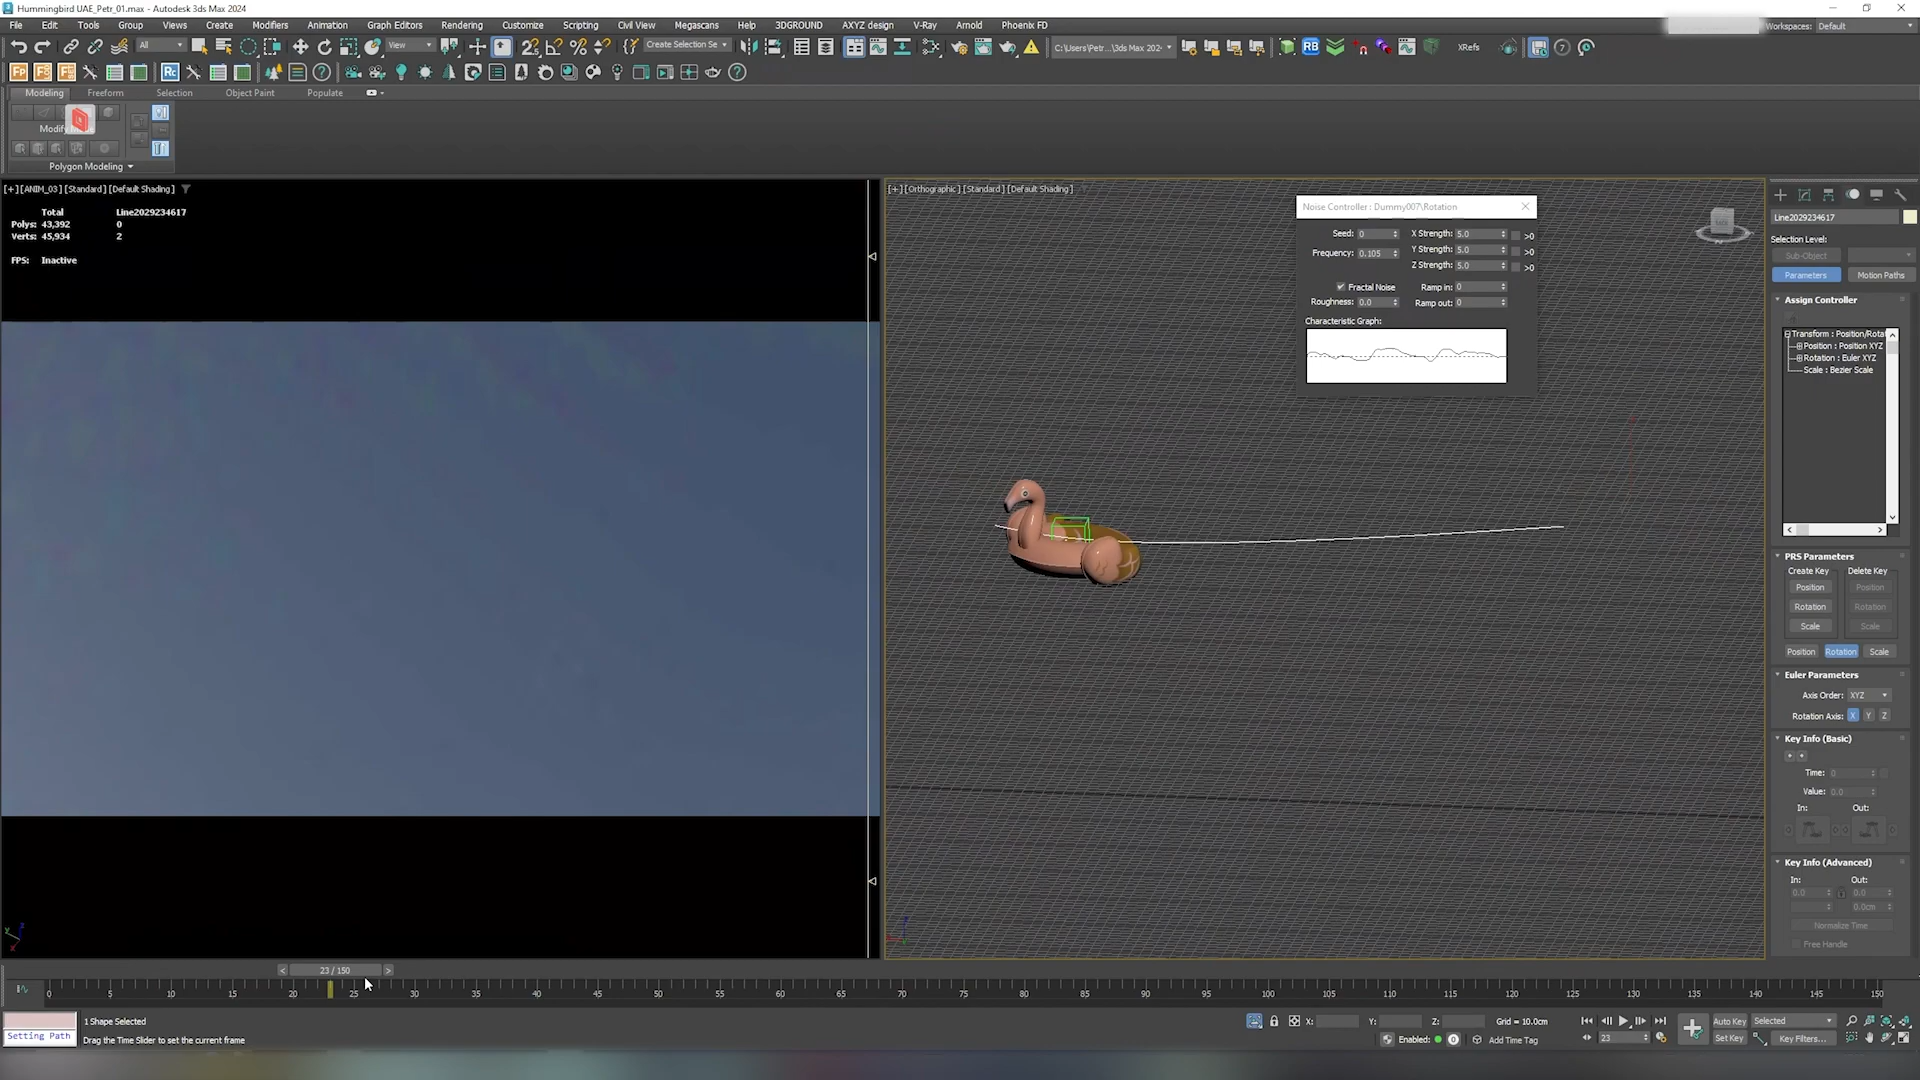 Hummingbird UAE_Petr_01.max - Autodesk 3ds Max 2024
File Edit Tools Group Views Create Modifiers Animation Graph Editors Rendering Customize Scripting Civil View Megascans Help 3DGROUND AXYZ design V-Ray Arnold Phoenix FD
Workspaces: Default
All View Create Selection Se C:\Users\Petr...\3ds Max 202 RB XRefs
Fp Rc
Modeling Freeform Selection Object Paint Populate
Polygon Modeling
[+] [ANIM_03] [Standard] [Default Shading]
Total Line2029234617
Polys: 43,392 0
Verts: 45,934 2
FPS: Inactive
[+] [Orthographic] [Standard] [Default Shading]
Noise Controller : Dummy007\Rotation
Seed: 0 X Strength: 5.0 >0
Frequency: 0.105 Y Strength: 5.0 >0
Z Strength: 5.0 >0
Fractal Noise Ramp in: 0
Roughness: 0.0 Ramp out: 0
Characteristic Graph:
Line2029234617
Selection Level:
Sub-Object
Parameters Motion Paths
Assign Controller
Transform : Position/Rotat
Position : Position XYZ
Rotation : Euler XYZ
Scale : Bezier Scale
PRS Parameters
Create Key Delete Key
Position Position
Rotation Rotation
Scale Scale
Position Rotation Scale
Euler Parameters
Axis Order: XYZ
Rotation Axis: X Y Z
Key Info (Basic)
Time: 0
Value: 0.0
In: Out:
Key Info (Advanced)
In: Out:
0.0 0.0
0.0cm
Normalize Time
Free Handle
< 23 / 150 >
0 5 10 15 20 25 30 35 40 45 50 55 60 65 70 75 80 85 90 95 100 105 110 115 120 125 130 135 140 145 150
Setting Path
1 Shape Selected
Drag the Time Slider to set the current frame
X: Y: Z: Grid = 10.0cm
Enabled: 0 Add Time Tag
23
Auto Key Selected
Set Key Key Filters...